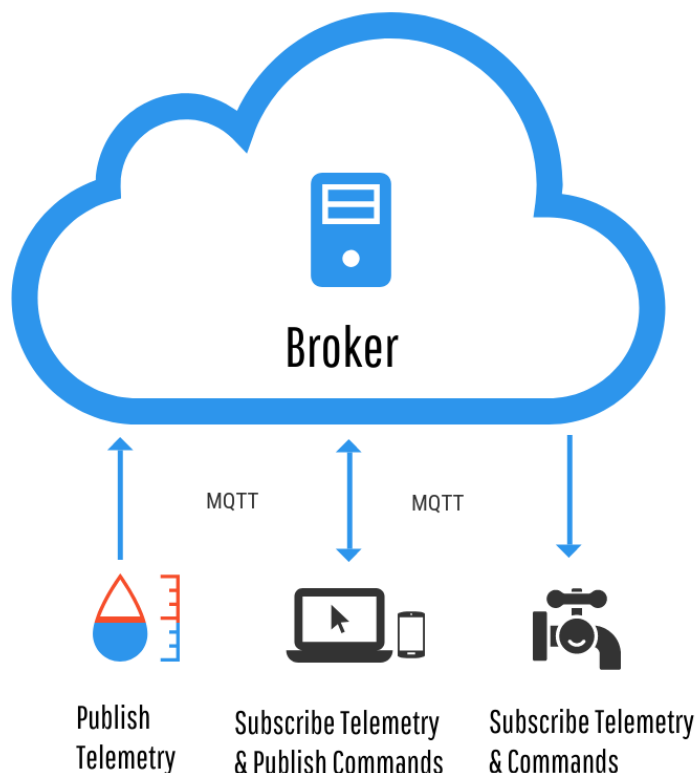 Broker
MQTT
MQTT
Publish
Telemetry
Subscribe Telemetry
& Publish Commands
Subscribe Telemetry
& Commands